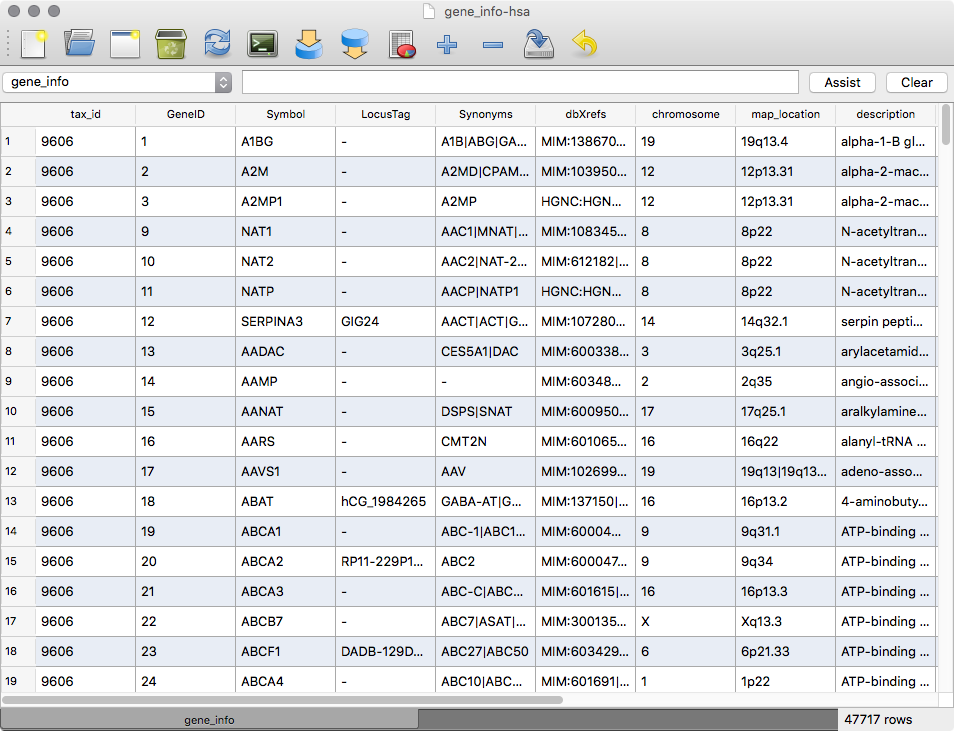 gene_info-hsa
gene_info Assist Clear
tax_id GeneID Symbol LocusTag Synonyms dbXrefs chromosome map_location description
1 9606 1 A1BG - A1B|ABG|GA... MIM:138670... 19 19q13.4 alpha-1-B gl...
2 9606 2 A2M - A2MD|CPAM... MIM:103950... 12 12p13.31 alpha-2-mac...
3 9606 3 A2MP1 - A2MP HGNC:HGN... 12 12p13.31 alpha-2-mac...
4 9606 9 NAT1 - AAC1|MNAT|... MIM:108345... 8 8p22 N-acetyltran...
5 9606 10 NAT2 - AAC2|NAT-2... MIM:612182|... 8 8p22 N-acetyltran...
6 9606 11 NATP - AACP|NATP1 HGNC:HGN... 8 8p22 N-acetyltran...
7 9606 12 SERPINA3 GIG24 AACT|ACT|G... MIM:107280... 14 14q32.1 serpin pepti...
8 9606 13 AADAC - CES5A1|DAC MIM:600338... 3 3q25.1 arylacetamid...
9 9606 14 AAMP - - MIM:60348... 2 2q35 angio-associ...
10 9606 15 AANAT - DSPS|SNAT MIM:600950... 17 17q25.1 aralkylamine...
11 9606 16 AARS - CMT2N MIM:601065... 16 16q22 alanyl-tRNA ...
12 9606 17 AAVS1 - AAV MIM:102699... 19 19q13|19q13... adeno-asso...
13 9606 18 ABAT hCG_1984265 GABA-AT|G... MIM:137150|... 16 16p13.2 4-aminobuty...
14 9606 19 ABCA1 - ABC-1|ABC1... MIM:60004... 9 9q31.1 ATP-binding ...
15 9606 20 ABCA2 RP11-229P1... ABC2 MIM:600047... 9 9q34 ATP-binding ...
16 9606 21 ABCA3 - ABC-C|ABC... MIM:601615|... 16 16p13.3 ATP-binding ...
17 9606 22 ABCB7 - ABC7|ASAT|... MIM:300135... X Xq13.3 ATP-binding ...
18 9606 23 ABCF1 DADB-129D... ABC27|ABC50 MIM:603429... 6 6p21.33 ATP-binding ...
19 9606 24 ABCA4 - ABC10|ABC... MIM:601691|... 1 1p22 ATP-binding ...
gene_info 47717 rows